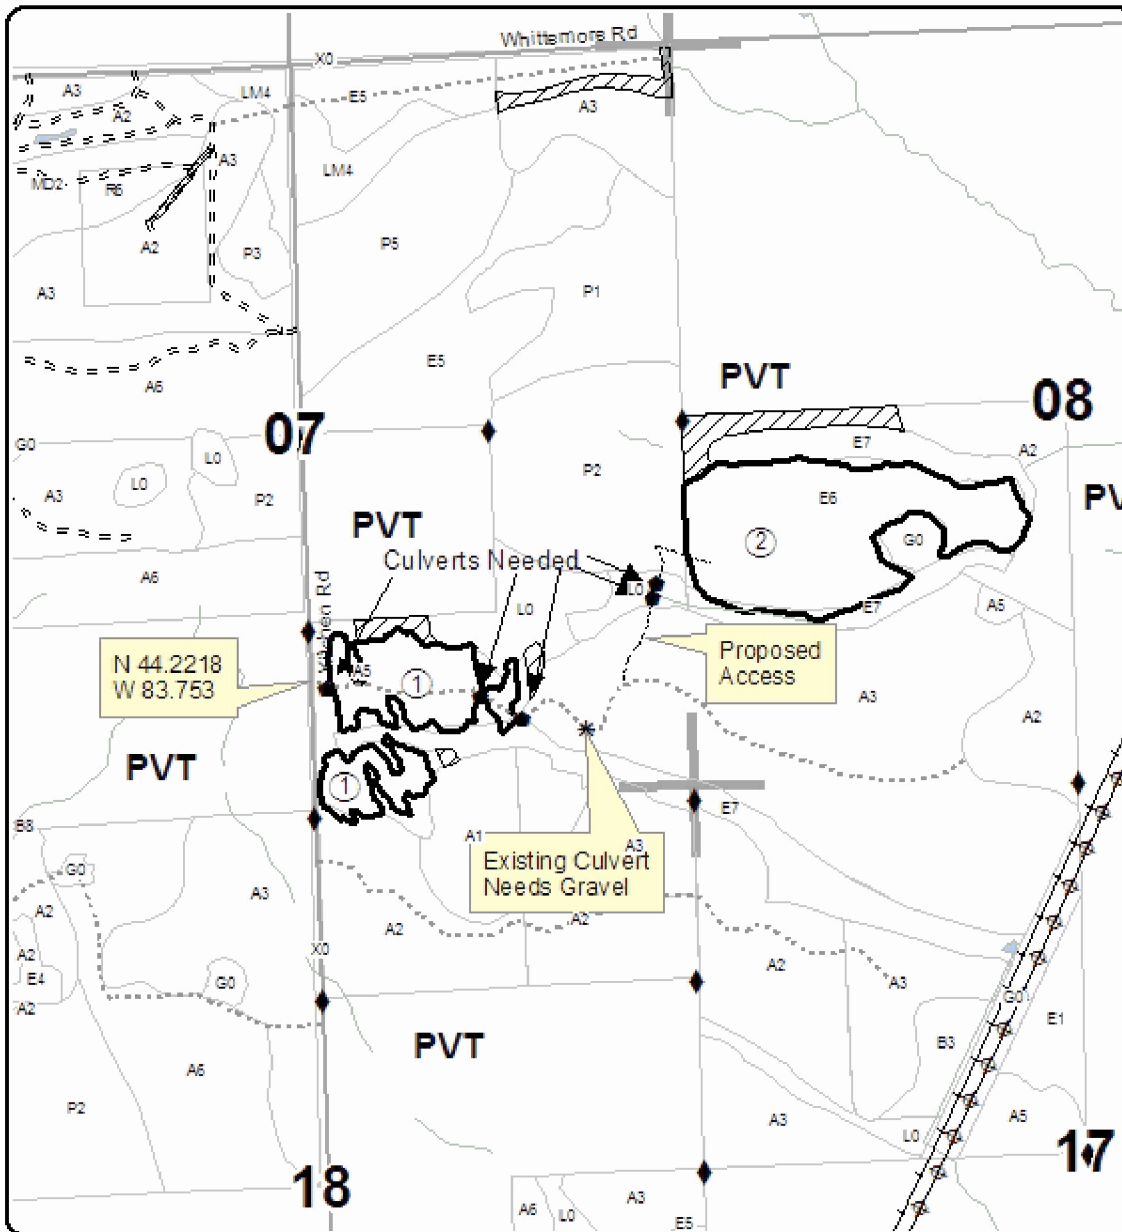 Whittemore Rd
X0
A3
LM4
E5
A3
A2
A3
LM4
MD2
R6
A2
P3
P5
A3
P1
E5
PVT
08
A6
07
E7
A2
G0
L0
P2
L0
A3
P2
E6
PVT
G0
2
Culverts Needed
A6
L0
L0
E7
A5
N 44.2218
W 83.753
A5
1
Proposed
Access
A3
A2
PVT
1
E7
A1
A3
Existing Culvert
Needs Gravel
G0
A3
A2
A2
A2
X0
A2
A2
E4
G0
A3
A2
G0
E1
PVT
B3
A6
P2
A3
A5
L0
17
18
A3
A6
L0
E5